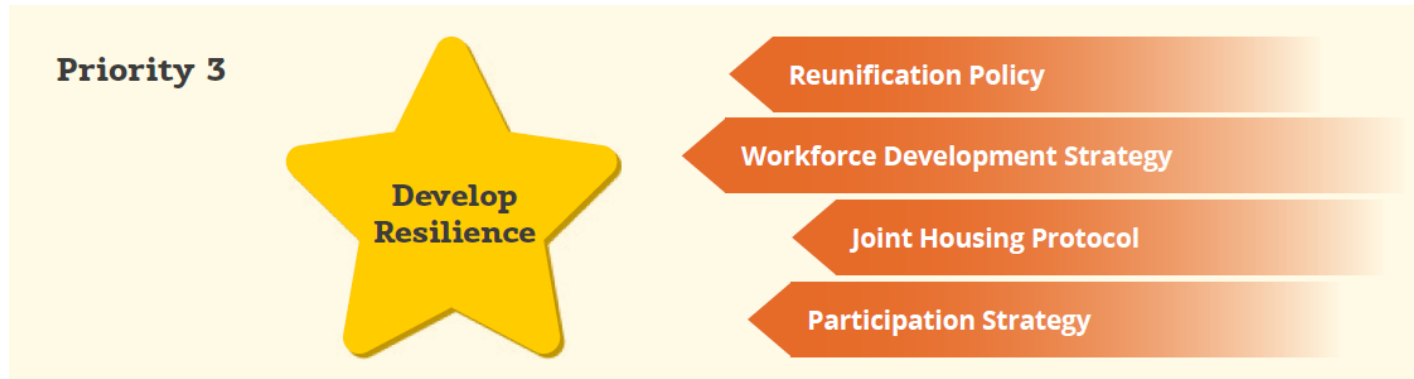 Priority 3
Develop
Resilience
Reunification Policy
Workforce Development Strategy
Joint Housing Protocol
Participation Strategy